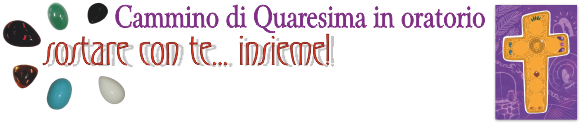 Cammino di Quaresima in oratorio
sostare con te... insieme!